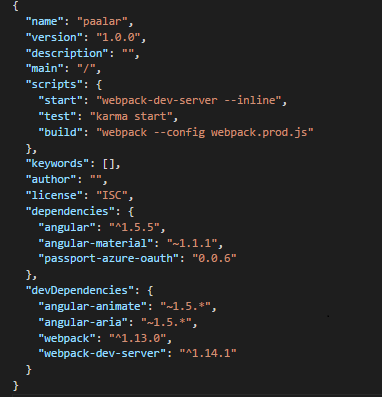 {
  "name": "paalar",
  "version": "1.0.0",
  "description": "",
  "main": "/",
  "scripts": {
    "start": "webpack-dev-server --inline",
    "test": "karma start",
    "build": "webpack --config webpack.prod.js"
  },
  "keywords": [],
  "author": "",
  "license": "ISC",
  "dependencies": {
    "angular": "^1.5.5",
    "angular-material": "~1.1.1",
    "passport-azure-oauth": "0.0.6"
  },
  "devDependencies": {
    "angular-animate": "~1.5.*",
    "angular-aria": "~1.5.*",
    "webpack": "^1.13.0",
    "webpack-dev-server": "^1.14.1"
  }
}